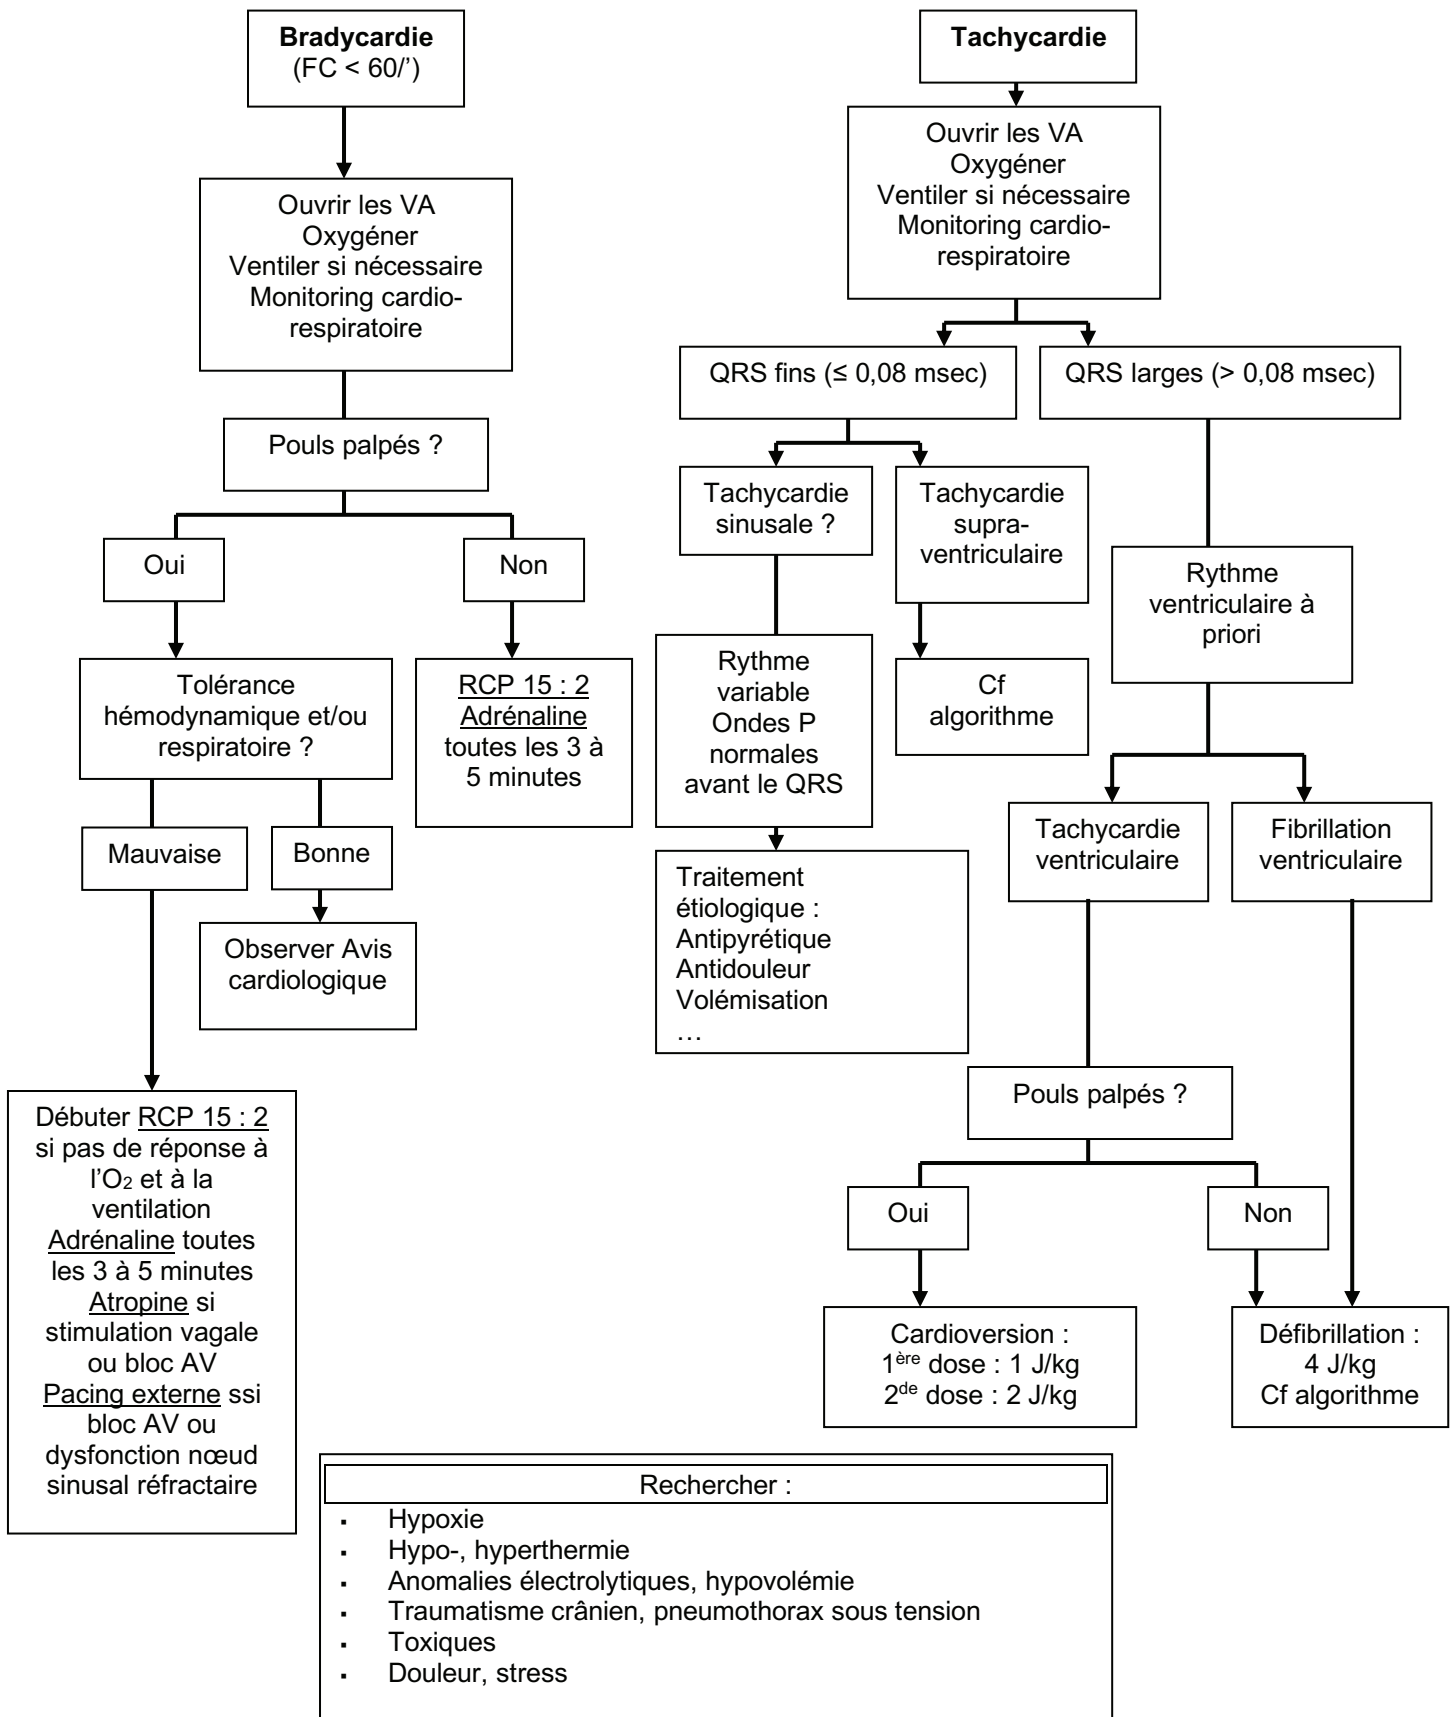 Bradycardie
(FC < 60/’)
Ouvrir les VA
Oxygéner
Ventiler si nécessaire
Monitoring cardio-
respiratoire
Pouls palpés ?
Oui
Non
Tolérance
hémodynamique et/ou
respiratoire ?
RCP 15 : 2
Adrénaline
toutes les 3 à
5 minutes
Mauvaise
Bonne
Observer Avis
cardiologique
Débuter RCP 15 : 2
si pas de réponse à
l’O2 et à la
ventilation
Adrénaline toutes
les 3 à 5 minutes
Atropine si
stimulation vagale
ou bloc AV
Pacing externe ssi
bloc AV ou
dysfonction nœud
sinusal réfractaire
Tachycardie
Ouvrir les VA
Oxygéner
Ventiler si nécessaire
Monitoring cardio-
respiratoire
QRS fins (≤ 0,08 msec)
QRS larges (> 0,08 msec)
Tachycardie
sinusale ?
Tachycardie
supra-
ventriculaire
Rythme
ventriculaire à
priori
Rythme
variable
Ondes P
normales
avant le QRS
Cf
algorithme
Traitement
étiologique :
Antipyrétique
Antidouleur
Volémisation
…
Tachycardie
ventriculaire
Fibrillation
ventriculaire
Pouls palpés ?
Oui
Non
Cardioversion :
1ère dose : 1 J/kg
2de dose : 2 J/kg
Défibrillation :
4 J/kg
Cf algorithme
Rechercher :
▪ Hypoxie
▪ Hypo-, hyperthermie
▪ Anomalies électrolytiques, hypovolémie
▪ Traumatisme crânien, pneumothorax sous tension
▪ Toxiques
▪ Douleur, stress